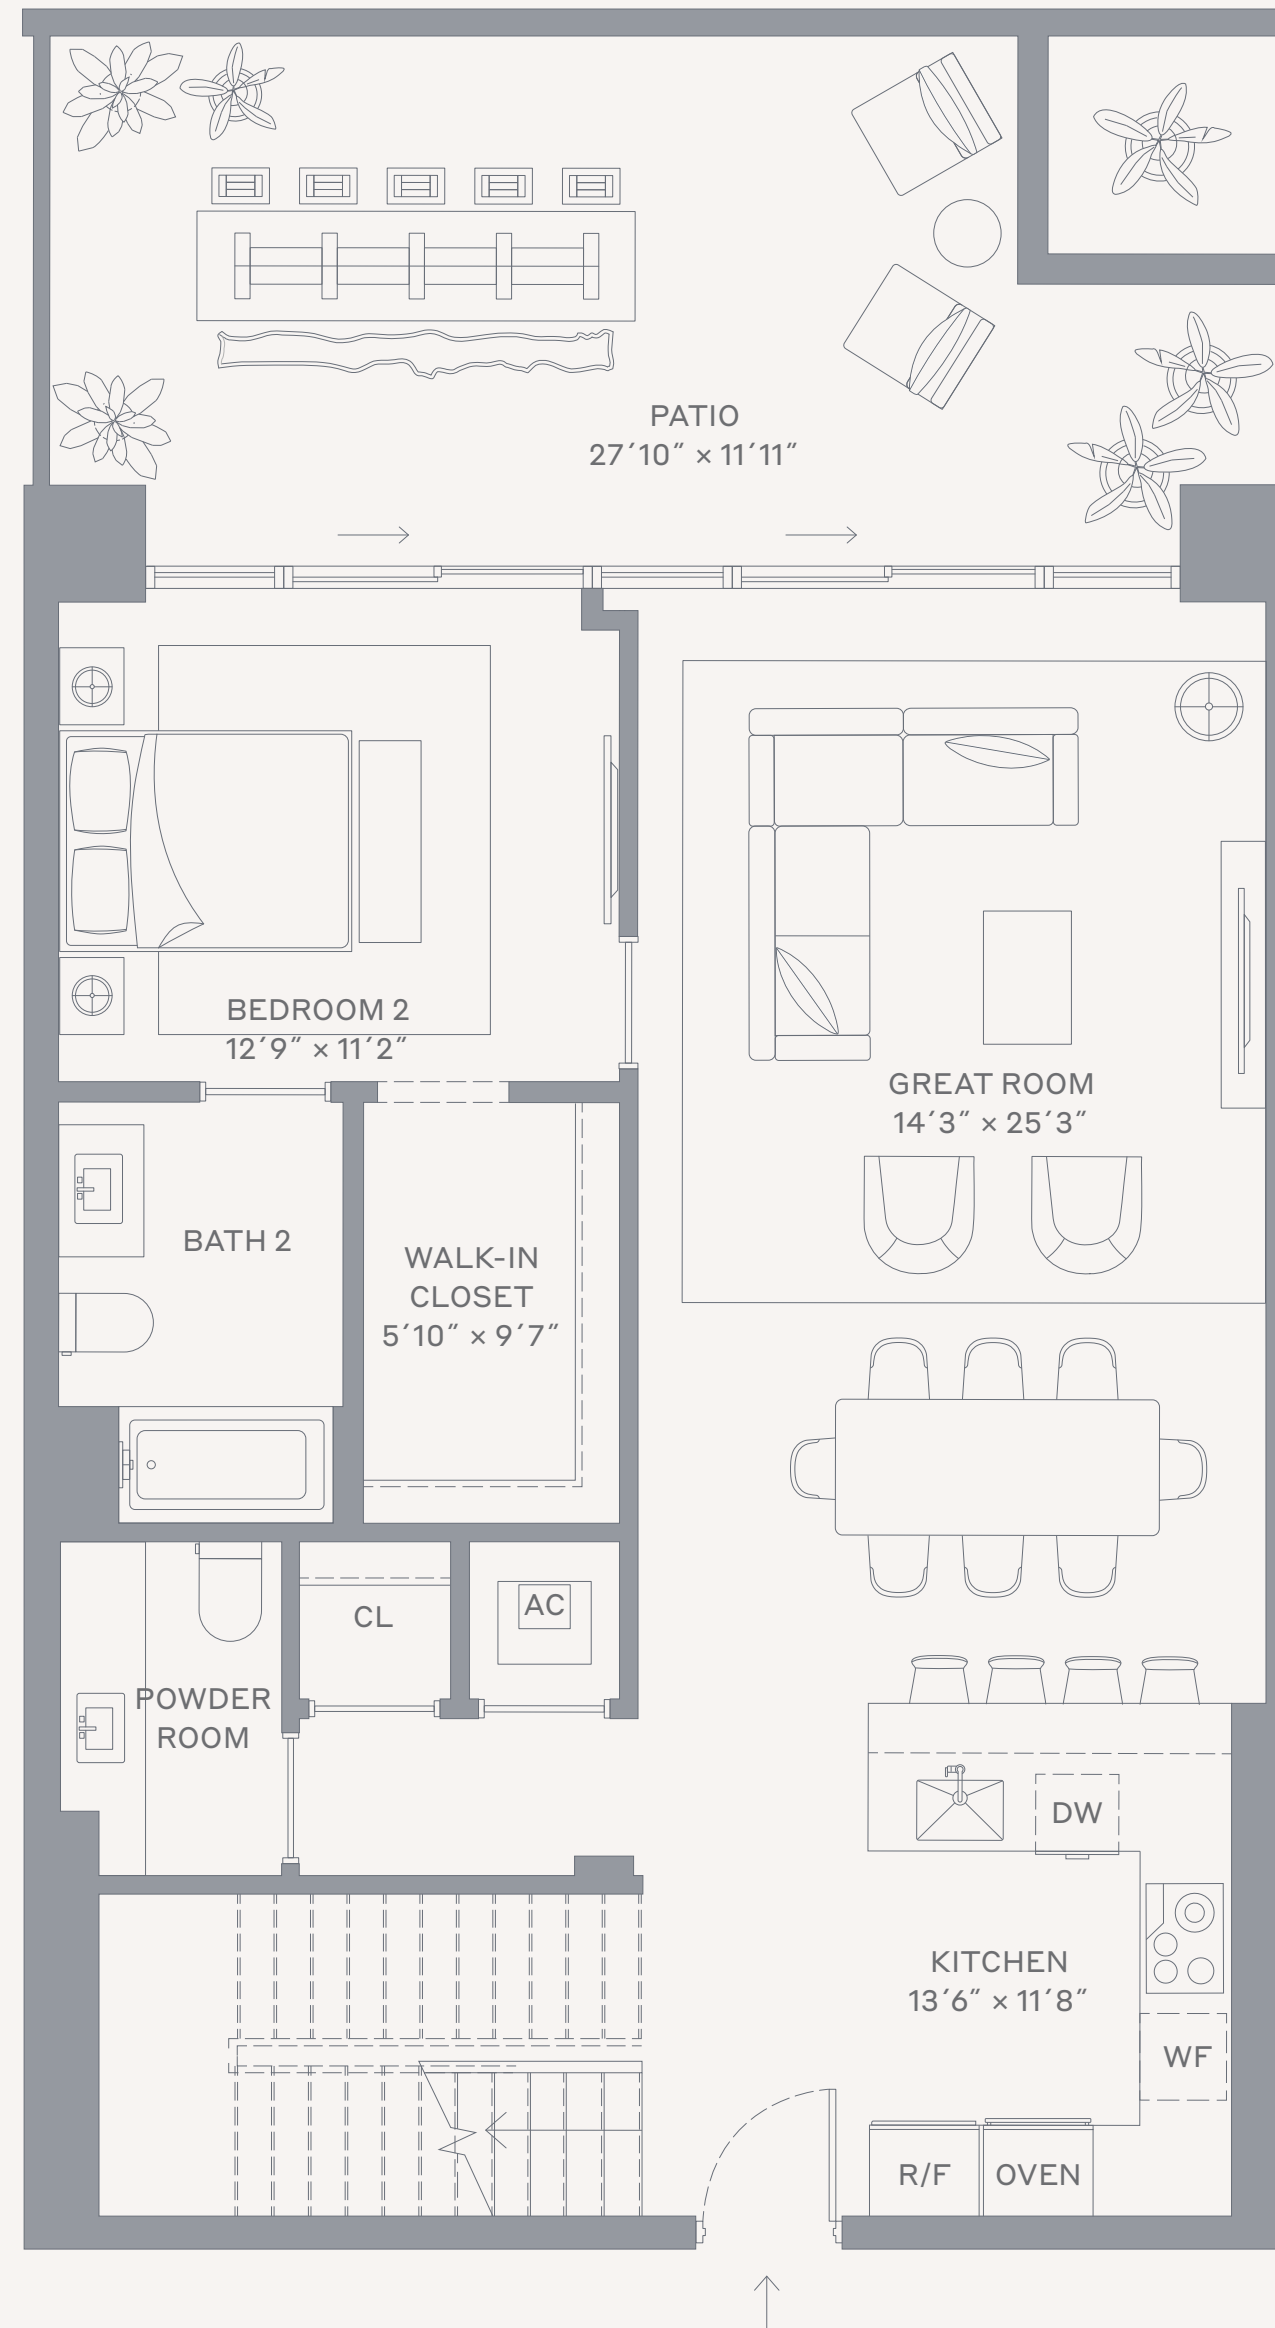 PATIO
27´10˝ × 11´11˝
BEDROOM 2
12´9˝ × 11´2˝
GREAT ROOM
14´3˝ × 25´3˝
BATH 2
WALK-IN
CLOSET
5´10˝ × 9´7˝
CL
AC
POWDER
ROOM
DW
KITCHEN
13´6˝ × 11´8˝
WF
R/F
OVEN